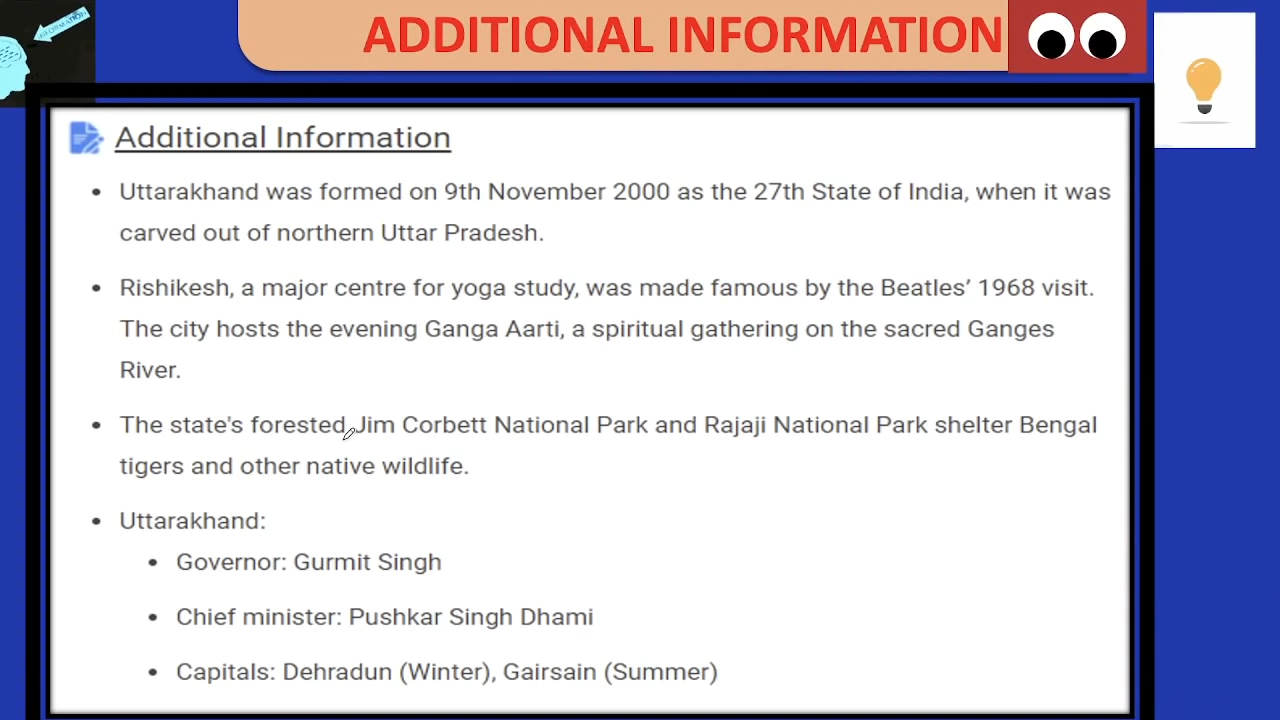 INFORMATION
ADDITIONAL INFORMATION
Additional Information
• Uttarakhand was formed on 9th November 2000 as the 27th State of India, when it was
carved out of northern Uttar Pradesh.
• Rishikesh, a major centre for yoga study, was made famous by the Beatles’ 1968 visit.
The city hosts the evening Ganga Aarti, a spiritual gathering on the sacred Ganges
River.
• The state's forested Jim Corbett National Park and Rajaji National Park shelter Bengal
tigers and other native wildlife.
• Uttarakhand:
• Governor: Gurmit Singh
• Chief minister: Pushkar Singh Dhami
• Capitals: Dehradun (Winter), Gairsain (Summer)